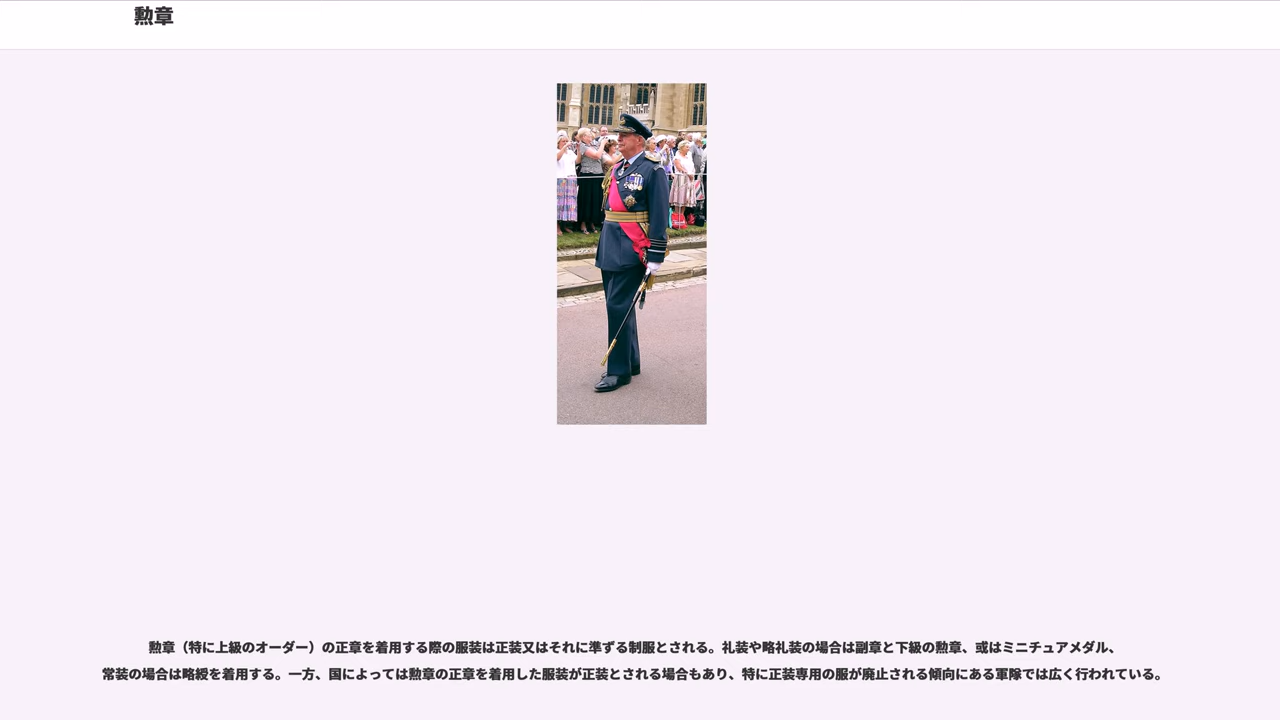 勲章
勲章（特に上級のオーダー）の正章を着用する際の服装は正装又はそれに準ずる制服とされる。礼装や略礼装の場合は副章と下級の勲章、或はミニチュアメダル、
常装の場合は略綬を着用する。一方、国によっては勲章の正章を着用した服装が正装とされる場合もあり、特に正装専用の服が廃止される傾向にある軍隊では広く行われている。